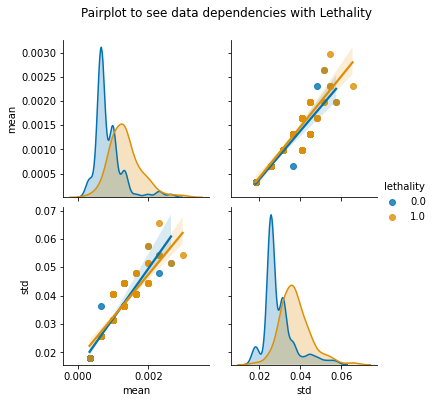 Pairplot to see data dependencies with Lethality
0.0030
0.0025
0.0020
0.0015
0.0010
0.0005
mean
lethality
0.0
1.0
0.07
0.06
0.05
0.04
0.03
0.02
std
0.000 0.002
mean
0.02 0.04 0.06
std